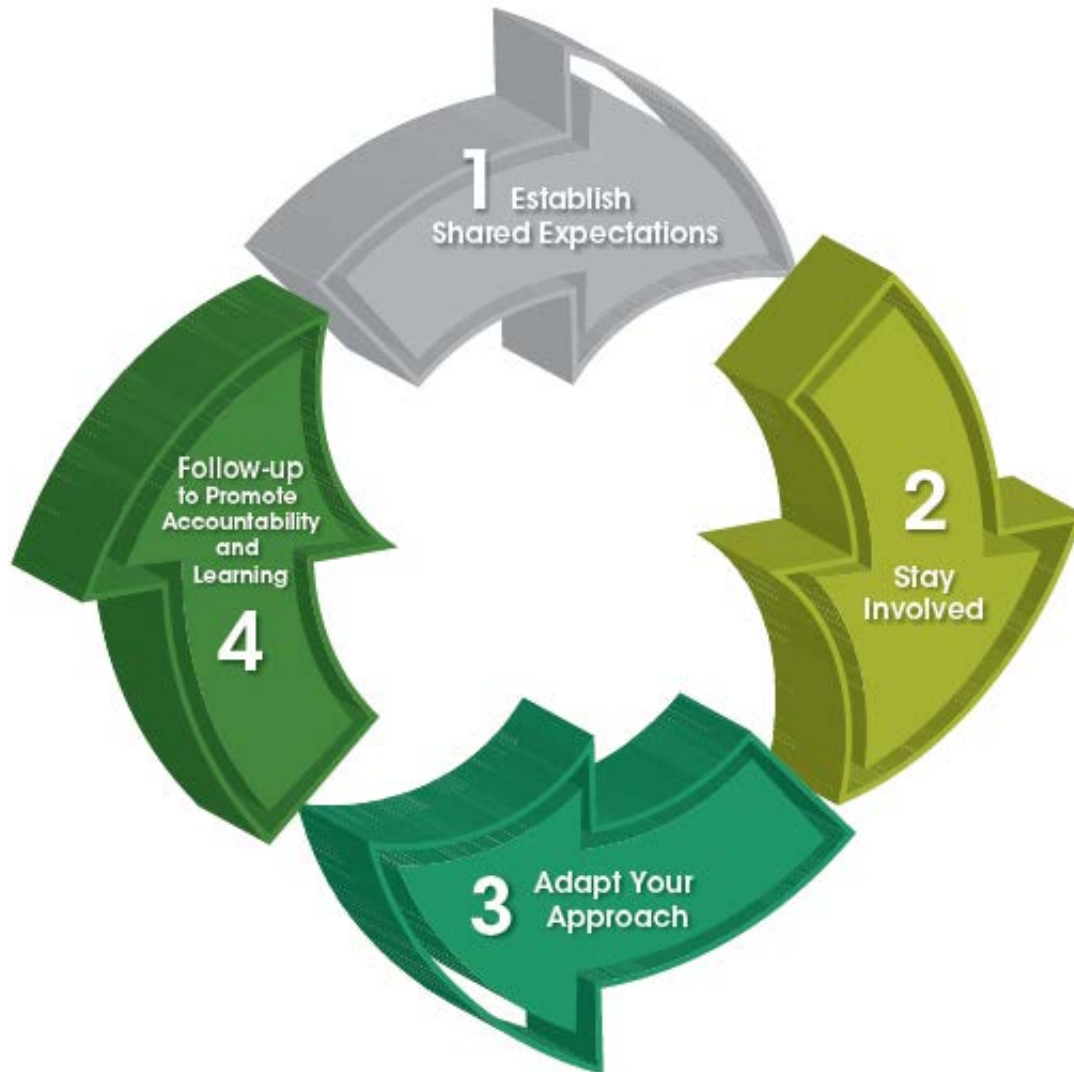 1 Establish
Shared Expectations
2
Stay
Involved
3 Adapt Your
Approach
Follow-up
to Promote
Accountability
and
Learning
4